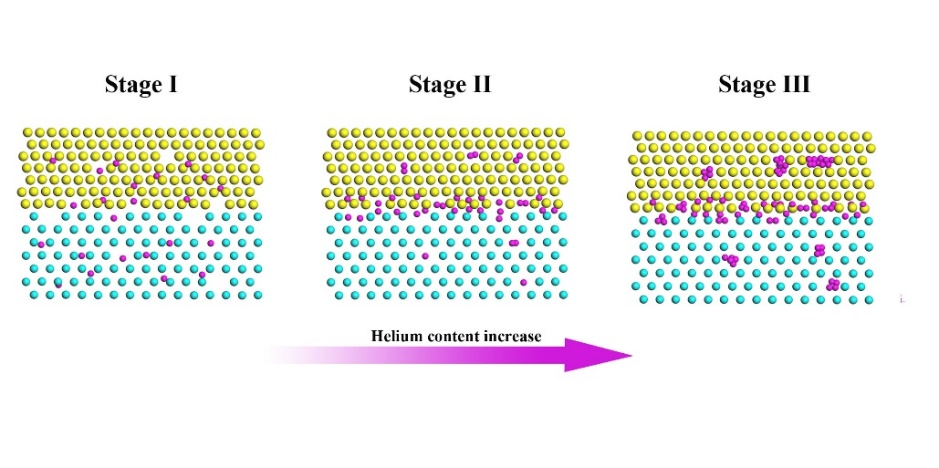 Stage I
Stage II
Stage III
Helium content increase